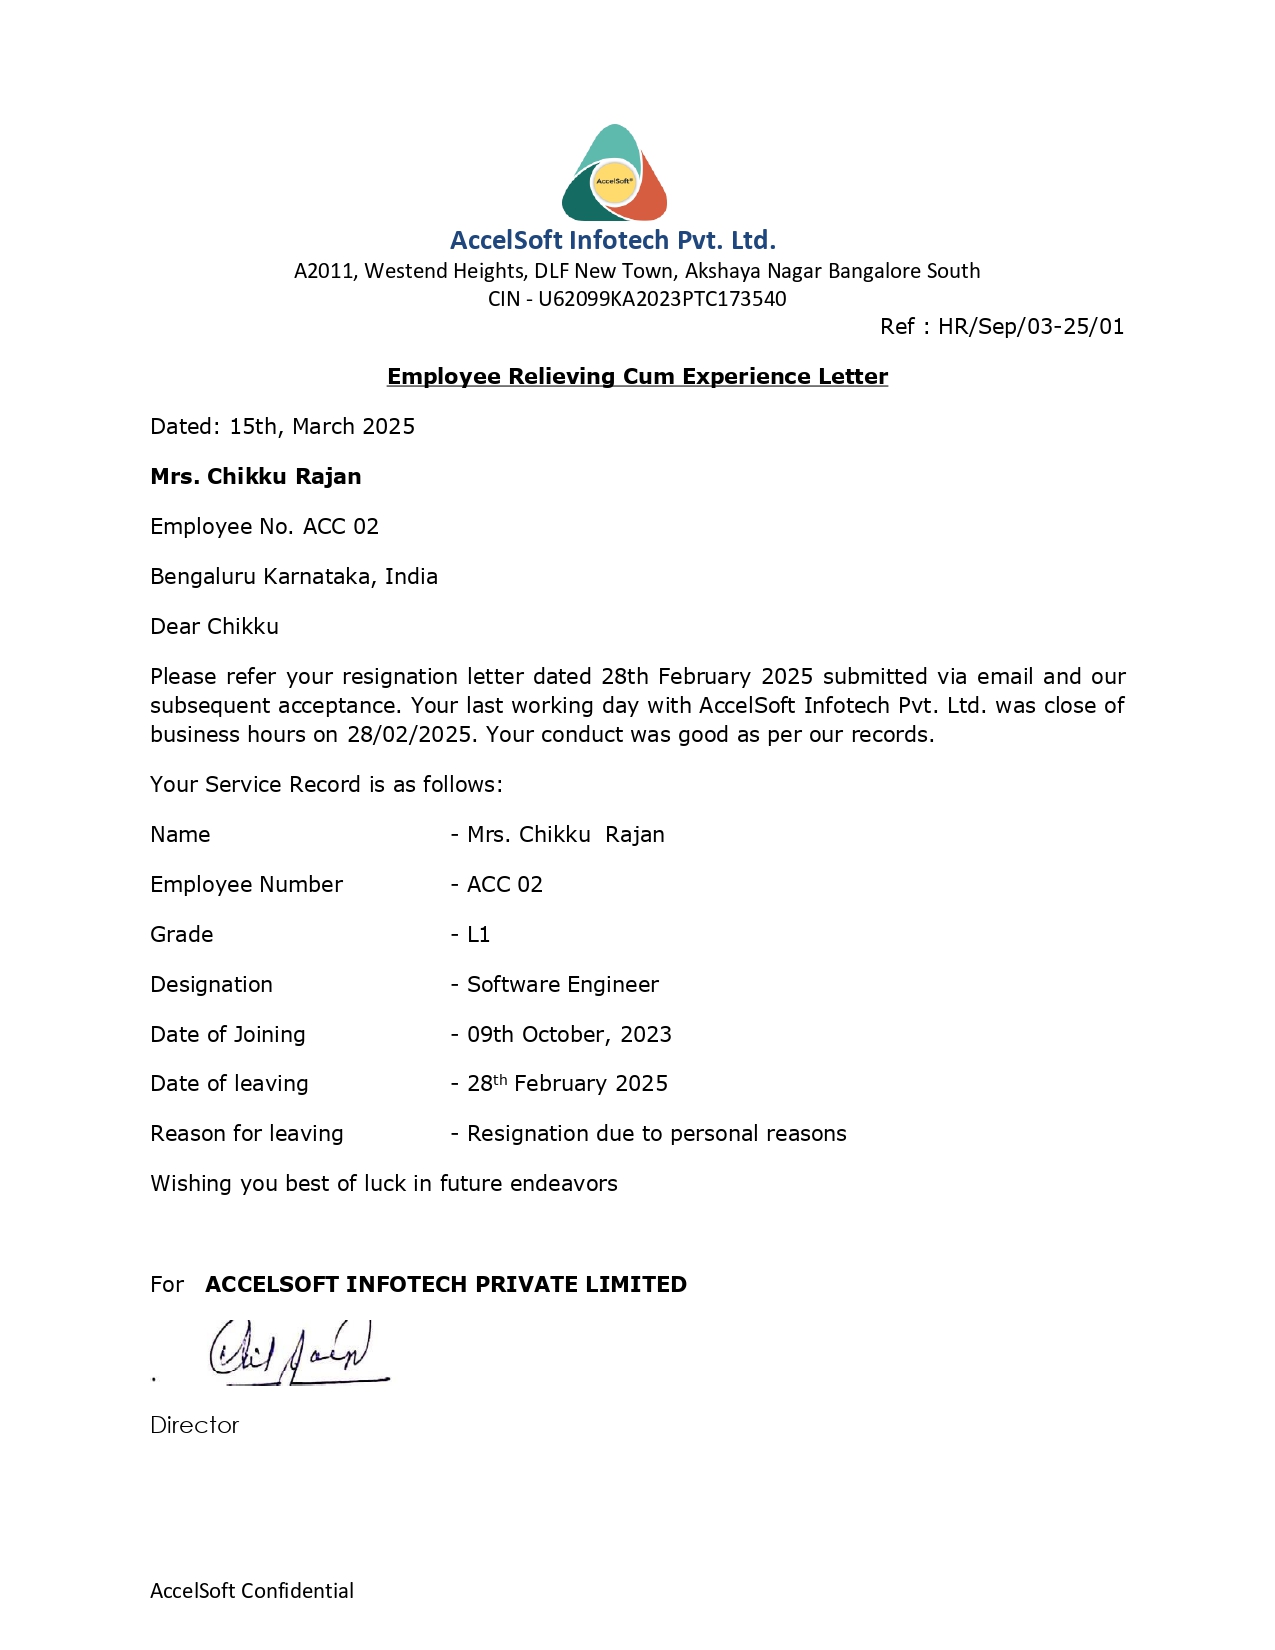 AccelSoft®
AccelSoft Infotech Pvt. Ltd.
A2011, Westend Heights, DLF New Town, Akshaya Nagar Bangalore South
CIN - U62099KA2023PTC173540
Ref : HR/Sep/03-25/01
Employee Relieving Cum Experience Letter
Dated: 15th, March 2025
Mrs. Chikku Rajan
Employee No. ACC 02
Bengaluru Karnataka, India
Dear Chikku
Please refer your resignation letter dated 28th February 2025 submitted via email and our
subsequent acceptance. Your last working day with AccelSoft Infotech Pvt. Ltd. was close of
business hours on 28/02/2025. Your conduct was good as per our records.
Your Service Record is as follows:
Name - Mrs. Chikku Rajan
Employee Number - ACC 02
Grade - L1
Designation - Software Engineer
Date of Joining - 09th October, 2023
Date of leaving - 28th February 2025
Reason for leaving - Resignation due to personal reasons
Wishing you best of luck in future endeavors
For ACCELSOFT INFOTECH PRIVATE LIMITED
.
Director
AccelSoft Confidential